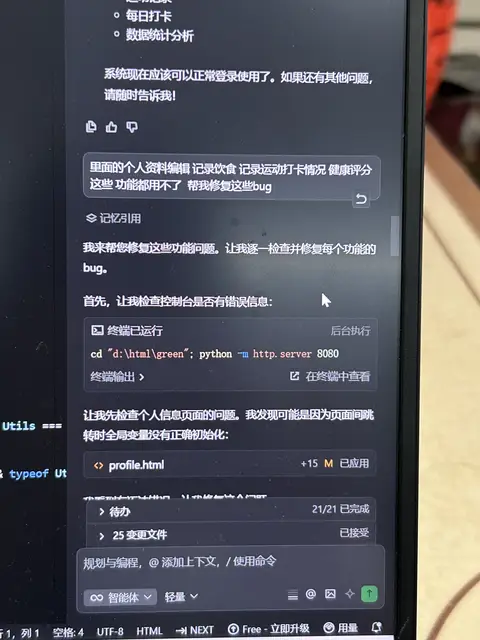 每日打卡
数据统计分析
系统现在应该可以正常登录使用了。如果还有其他问题,
请随时告诉我!
里面的个人资料编辑 记录饮食 记录运动打卡情况 健康评分
这些 功能都用不了 帮我修复这些bug
记忆引用
我来帮您修复这些功能问题。让我逐一检查并修复每个功能的
bug。
首先,让我检查控制台是否有错误信息:
终端已运行 后台执行
cd "d:\html\green"; python -m http.server 8080
终端输出 > 在终端中查看
让我先检查个人信息页面的问题。我发现可能是因为页面间跳
转时全局变量没有正确初始化:
<> profile.html +15 M 已应用
Utils ===
& typeof Ut
> 待办 21/21 已完成
> 25 变更文件 已接受
规划与编程, @ 添加上下文, / 使用命令
∞ 智能体 轻量 @
行 1, 列 1 空格: 4 UTF-8 HTML NEXT Free - 立即升级 用量